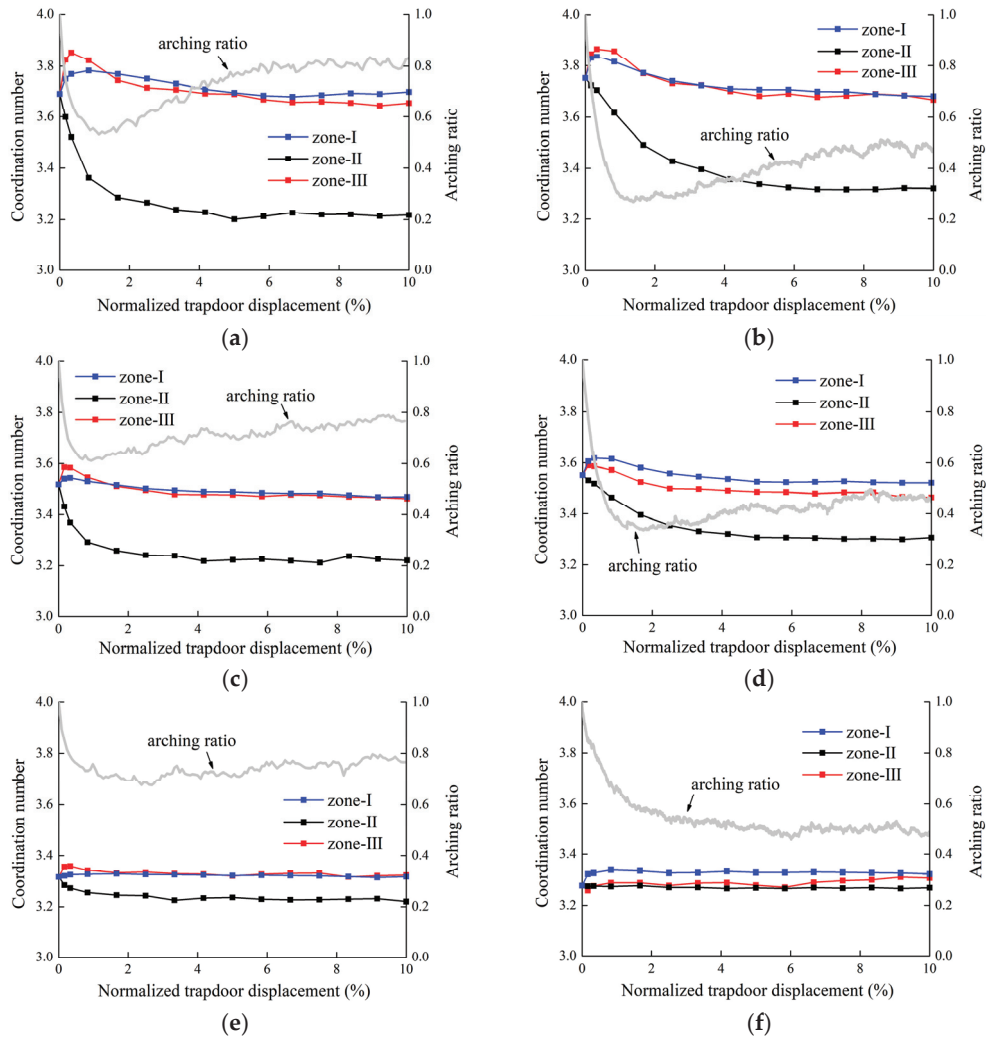 4.0
3.8
3.6
3.4
3.2
3.0
Coordination number
0
2
4
6
8
10
Normalized trapdoor displacement (%)
1.0
0.8
0.6
0.4
0.2
0.0
Arching ratic
arching ratio
zone-I
zone-II
zone-III
(a)
4.0
3.8
3.6
3.4
3.2
3.0
Coordination number
0
2
4
6
8
10
Normalized trapdoor displacement (%)
1.0
0.8
0.6
0.4
0.2
0.0
Arching ratio
zone-I
zone-II
zone-III
arching ratio
(b)
4.0
3.8
3.6
3.4
3.2
3.0
Coordination number
0
2
4
6
8
10
Normalized trapdoor displacement (%)
1.0
0.8
0.6
0.4
0.2
0.0
Arching ratio
zone-I
zone-II
zone-III
arching ratio
(c)
4.0
3.8
3.6
3.4
3.2
3.0
Coordination number
0
2
4
6
8
10
Normalized trapdoor displacement (%)
1.0
0.8
0.6
0.4
0.2
0.0
Arching ratio
zone-I
zonc-II
zone-III
arching ratio
(d)
4.0
3.8
3.6
3.4
3.2
3.0
Coordination number
0
2
4
6
8
10
Normalized trapdoor displacement (%)
1.0
0.8
0.6
0.4
0.2
0.0
Arching ratio
arching ratio
zone-I
zone-II
zone-III
(e)
4.0
3.8
3.6
3.4
3.2
3.0
Coordination number
0
2
4
6
8
10
Normalized trapdoor displacement (%)
1.0
0.8
0.6
0.4
0.2
0.0
Arching ratio
zone-I
zone-II
zone-III
arching ratio
(f)